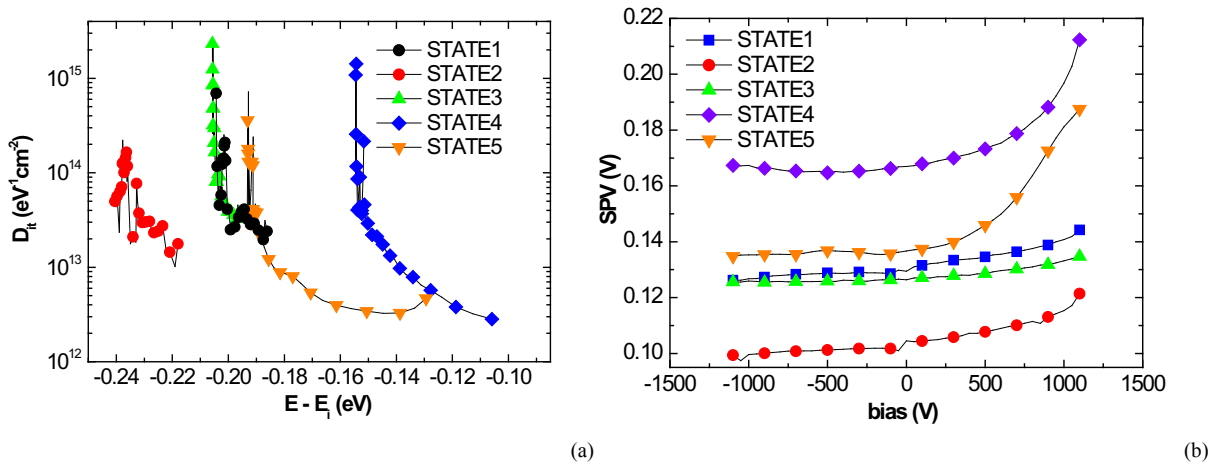 10^15
10^14
10^13
10^12
D_it (eV^-1cm^-2)
STATE1
STATE2
STATE3
STATE4
STATE5
-0.24 -0.22 -0.20 -0.18 -0.16 -0.14 -0.12 -0.10
E - E_i (eV)
(a)
0.22
0.20
0.18
0.16
0.14
0.12
0.10
SPV (V)
STATE1
STATE2
STATE3
STATE4
STATE5
-1500 -1000 -500 0 500 1000 1500
bias (V)
(b)